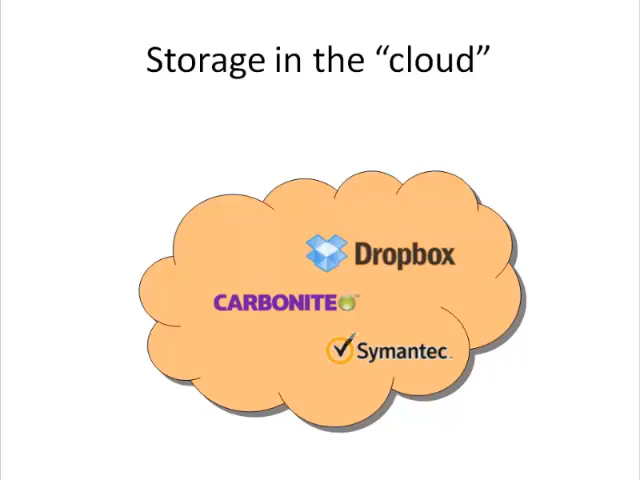 Storage in the “cloud”
Dropbox
CARBONITE
Symantec.